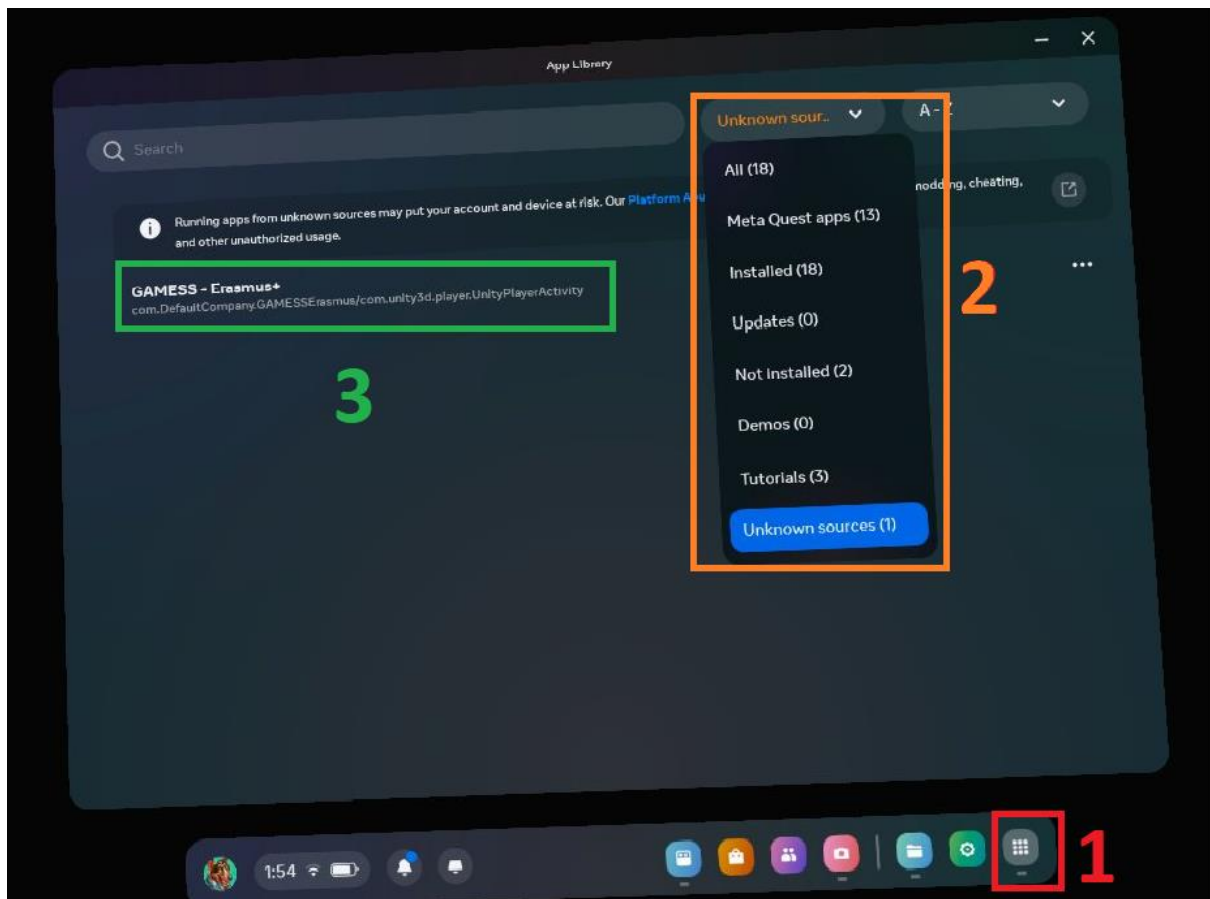 App Library
Search
Unknown sour..
A - Z
Running apps from unknown sources may put your account and device at risk. Our Platform
modding, cheating,
and other unauthorized usage.
All (18)
Meta Quest apps (13)
Installed (18)
Updates (0)
Not Installed (2)
Demos (0)
Tutorials (3)
Unknown sources (1)
2
GAMESS - Erasmus+
com.DefaultCompany.GAMESSErasmus/com.unity3d.player.UnityPlayerActivity
3
1:54
1